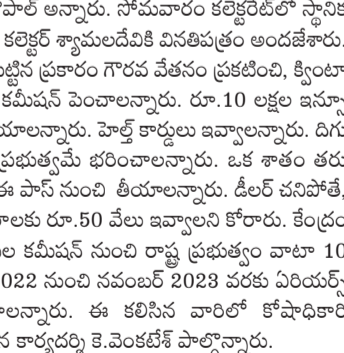 పాల్ అన్నారు. సోమవారం కలెక్టరేట్‌లో స్థానిక
కలెక్టర్ శ్యామలదేవికి వినతిపత్రం అందజేశారు.
ట్టిన ప్రకారం గౌరవ వేతనం ప్రకటించి, క్వింటా
కమీషన్ పెంచాలన్నారు. రూ.10 లక్షల ఇన్సూ
యాలన్నారు. హెల్త్ కార్డులు ఇవ్వాలన్నారు. దిగు
ప్రభుత్వమే భరించాలన్నారు. ఒక శాతం తరు
ఈ పాస్ నుంచి తీయాలన్నారు. డీలర్ చనిపోతే,
ాలకు రూ.50 వేలు ఇవ్వాలని కోరారు. కేంద్రం
ల కమీషన్ నుంచి రాష్ట్ర ప్రభుత్వం వాటా 10
022 నుంచి నవంబర్ 2023 వరకు ఏరియర్స్
ాలన్నారు. ఈ కలిసిన వారిలో కోషాధికారి
న కార్యదర్శి కె.వెంకటేశ్ పాల్గొన్నారు.